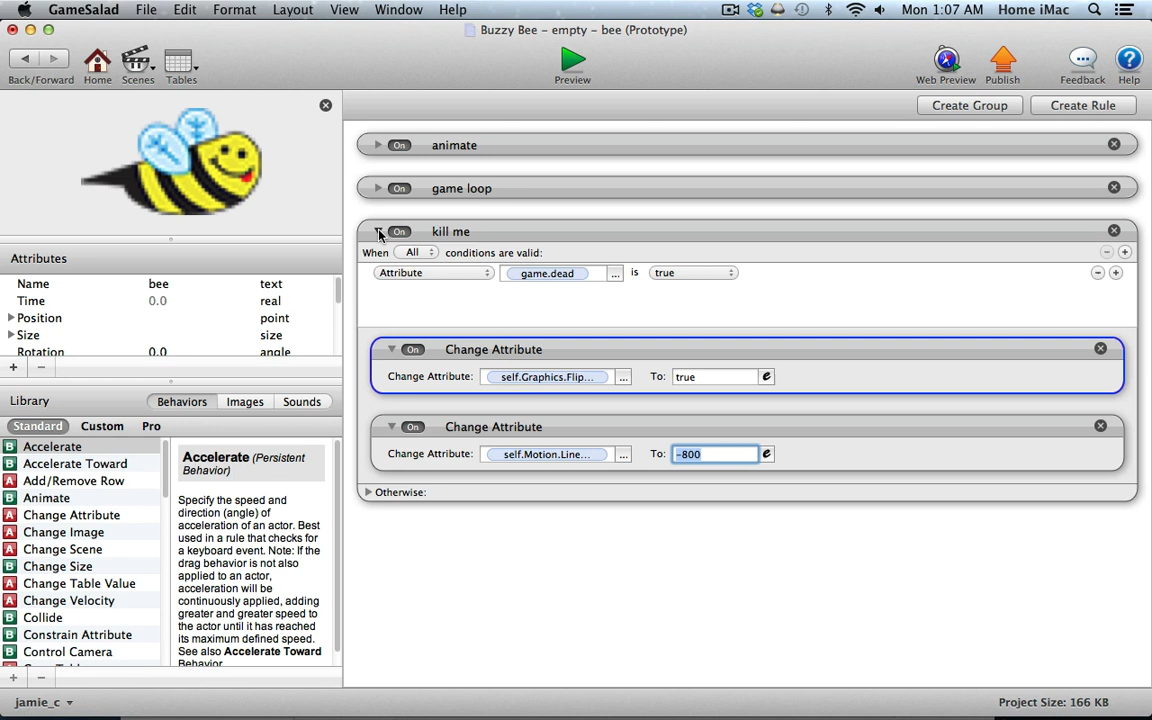 GameSalad File Edit Format Layout View Window Help Mon 1:07 AM Home iMac
Buzzy Bee – empty – bee (Prototype)
Back/Forward Home Scenes Tables Preview Web Preview Publish Feedback Help
Create Group Create Rule
On animate
On game loop
On kill me
When All conditions are valid:
Attribute game.dead ... is true
On Change Attribute
Change Attribute: self.Graphics.Flip... ... To: true e
On Change Attribute
Change Attribute: self.Motion.Line... ... To: -800 e
Otherwise:
Attributes
Name bee text
Time 0.0 real
Position point
Size size
Rotation 0.0 angle
Library Behaviors Images Sounds
Standard Custom Pro
B Accelerate
B Accelerate Toward
A Add/Remove Row
B Animate
A Change Attribute
A Change Image
A Change Scene
B Change Size
A Change Table Value
A Change Velocity
B Collide
B Constrain Attribute
B Control Camera
Accelerate (Persistent
Behavior)
Specify the speed and
direction (angle) of
acceleration of an actor. Best
used in a rule that checks for
a keyboard event. Note: If the
drag behavior is not also
applied to an actor,
acceleration will be
continuously applied, adding
greater and greater speed to
the actor until it has reached
its maximum defined speed.
See also Accelerate Toward
Behavior
jamie_c
Project Size: 166 KB